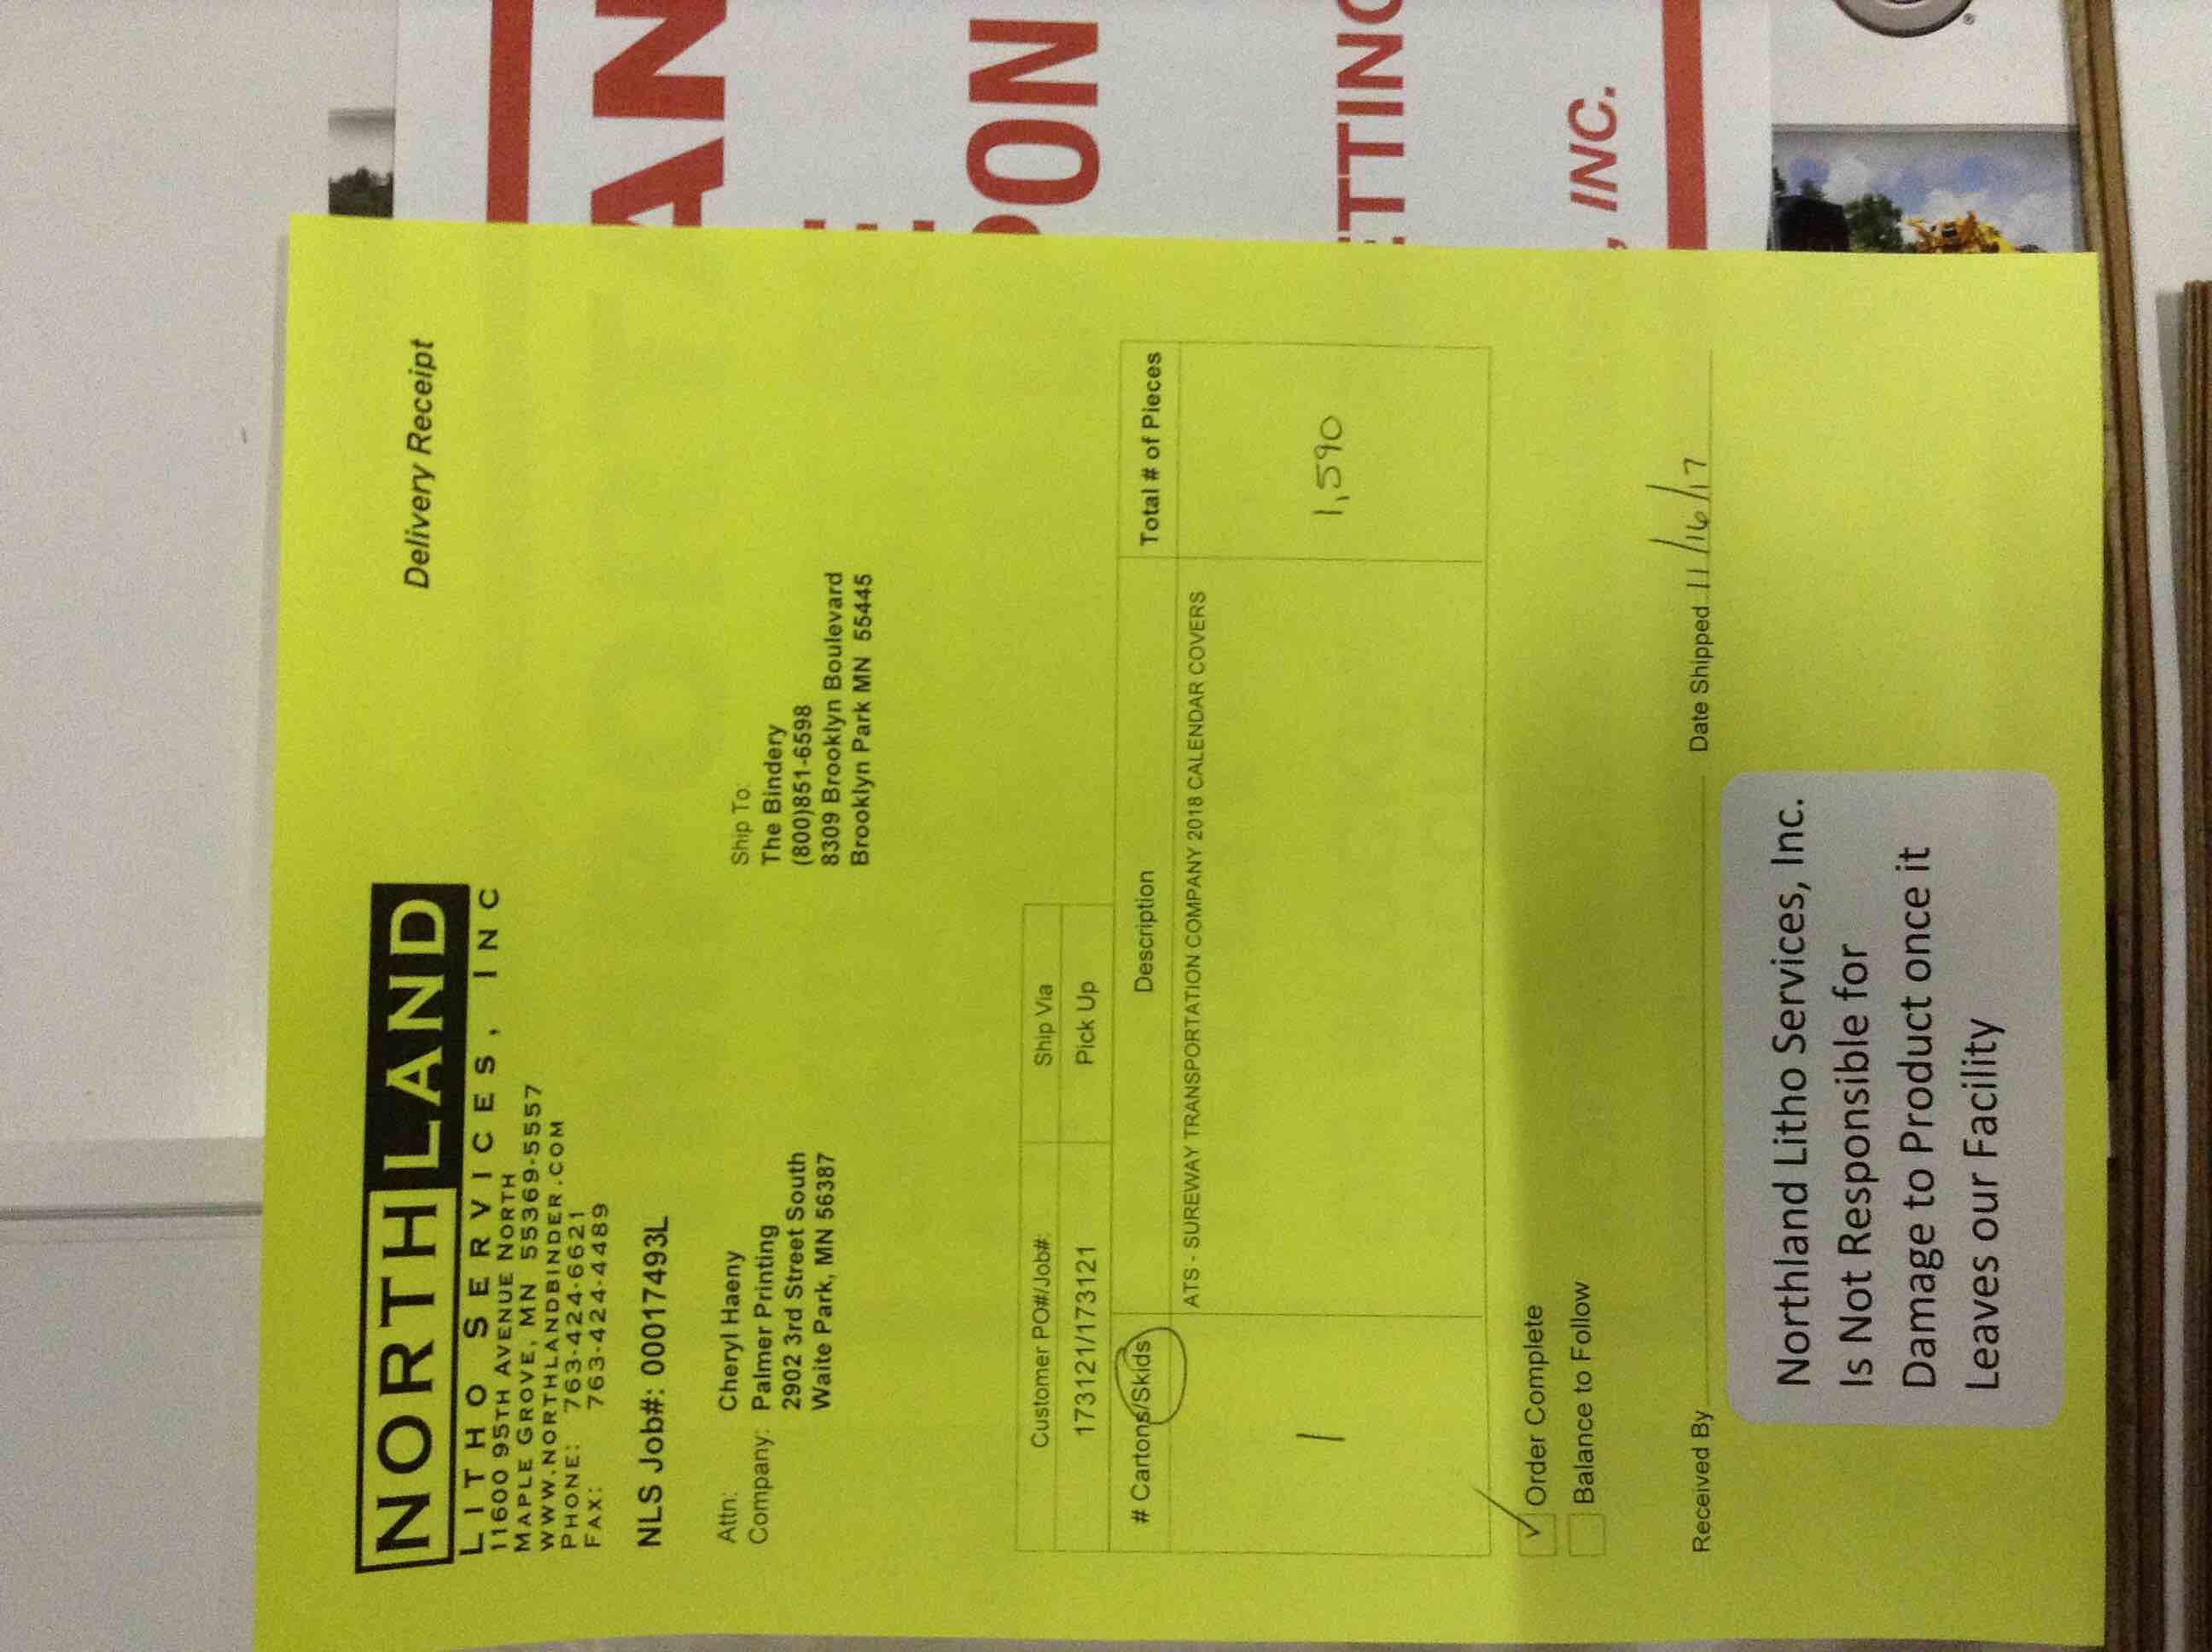 NORTHLAND
LITHO SERVICES, INC
11600 95TH AVENUE NORTH
MAPLE GROVE, MN 55369-5557
WWW.NORTHLANDBINDER.COM
PHONE: 763-424-6621
FAX: 763-424-4489
Delivery Receipt
NLS Job#: 00017493L
Attn: Cheryl Haeny
Company: Palmer Printing
2902 3rd Street South
Waite Park, MN 56387
Ship To:
The Bindery
(800)851-6598
8309 Brooklyn Boulevard
Brooklyn Park MN 55445
Customer PO#/Job# Ship Via
173121/173121 Pick Up
# Cartons/Skids Description Total # of Pieces
1 ATS - SUREWAY TRANSPORTATION COMPANY 2018 CALENDAR COVERS 1,590
Order Complete
Balance to Follow
Received By Date Shipped 11/16/17
Northland Litho Services, Inc.
Is Not Responsible for
Damage to Product once it
Leaves our Facility
AN
PON
ETTING
, INC.
®